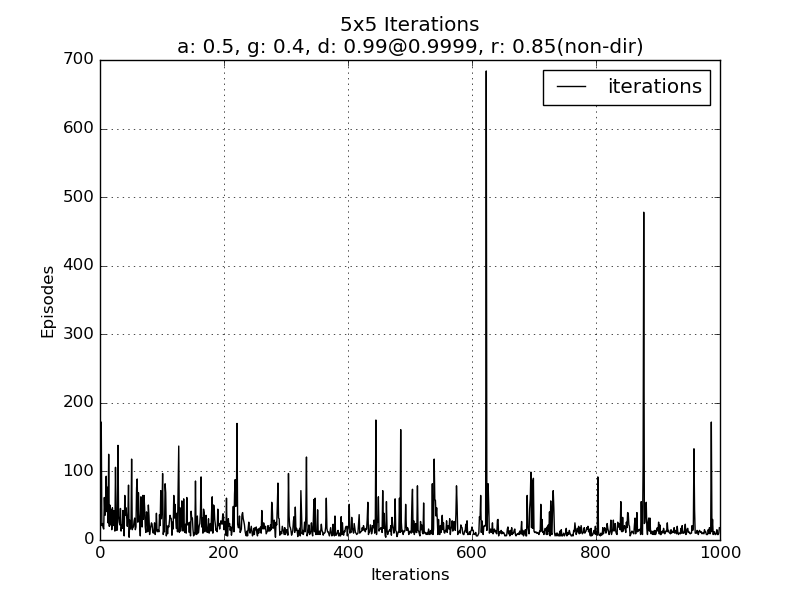 5x5 Iterations
a: 0.5, g: 0.4, d: 0.99@0.9999, r: 0.85(non-dir)
iterations
700
600
500
400
300
200
100
0
Episodes
0 200 400 600 800 1000
Iterations